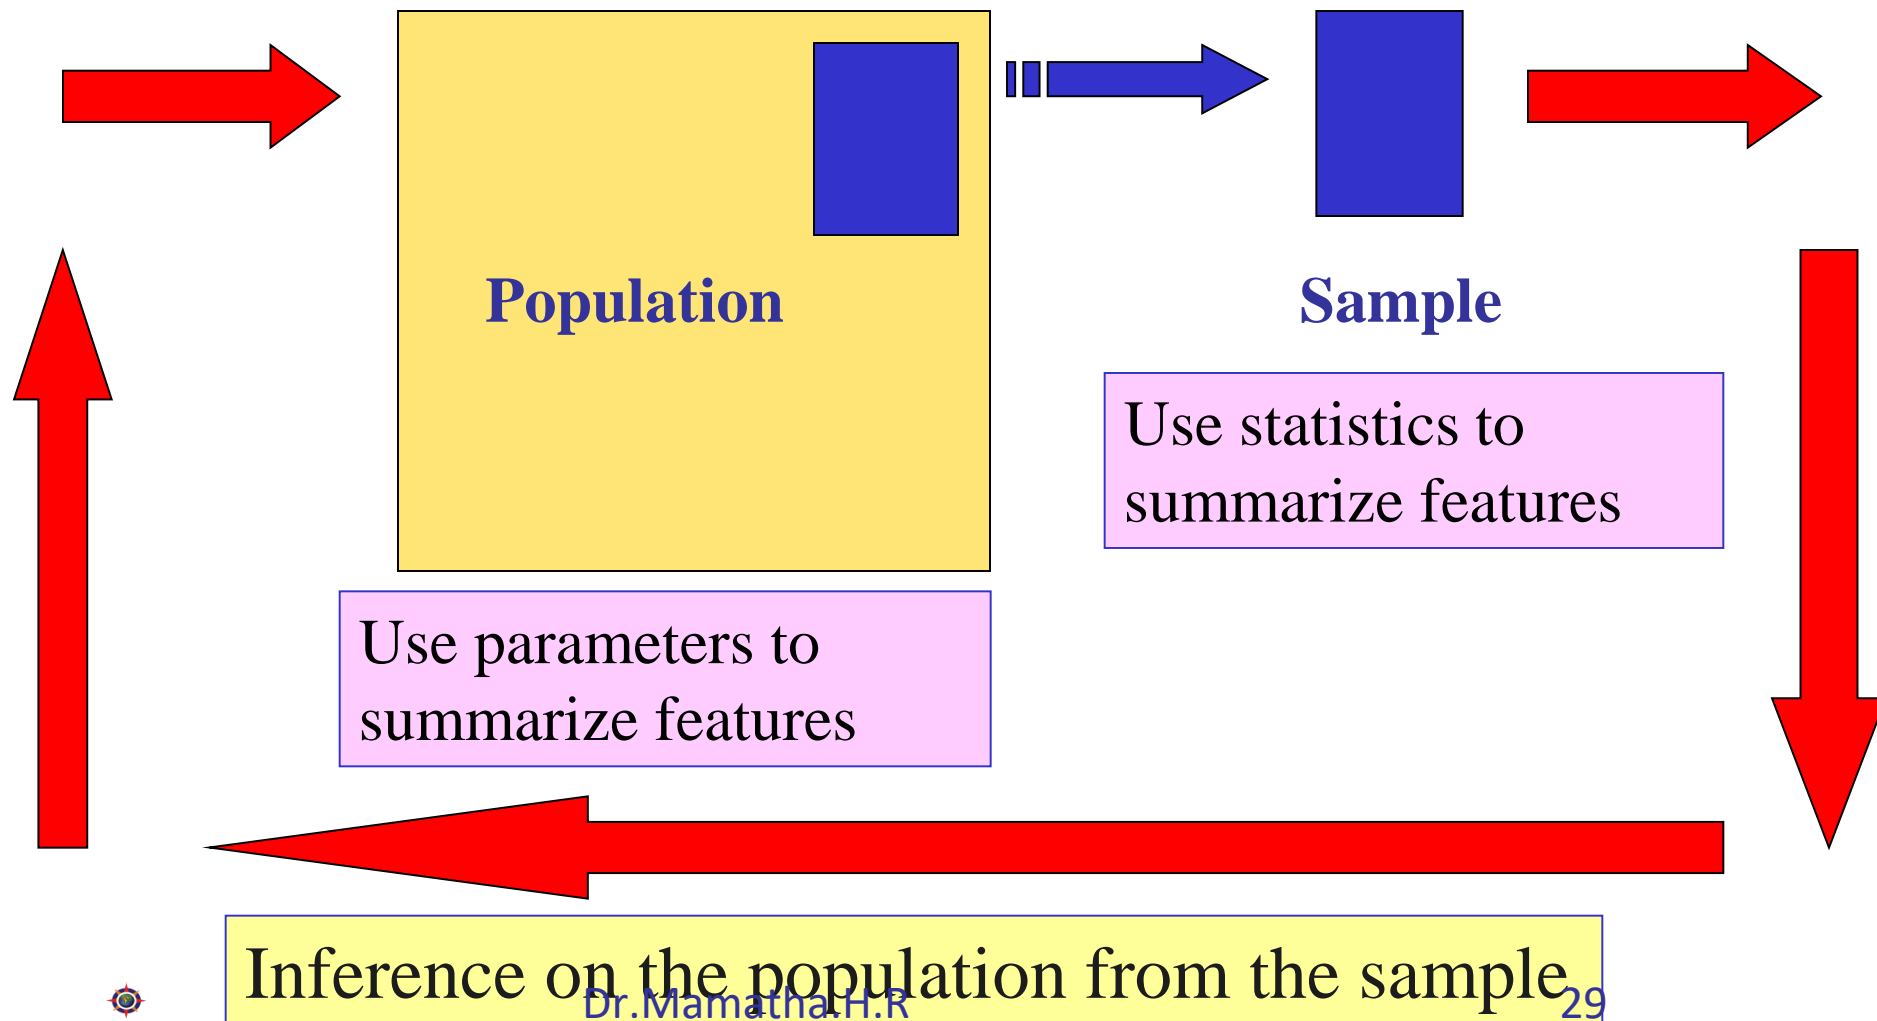 Population
Sample
Use statistics to
summarize features
Use parameters to
summarize features
Inference on the population from the sample
Dr.Mamatha.H.R
29